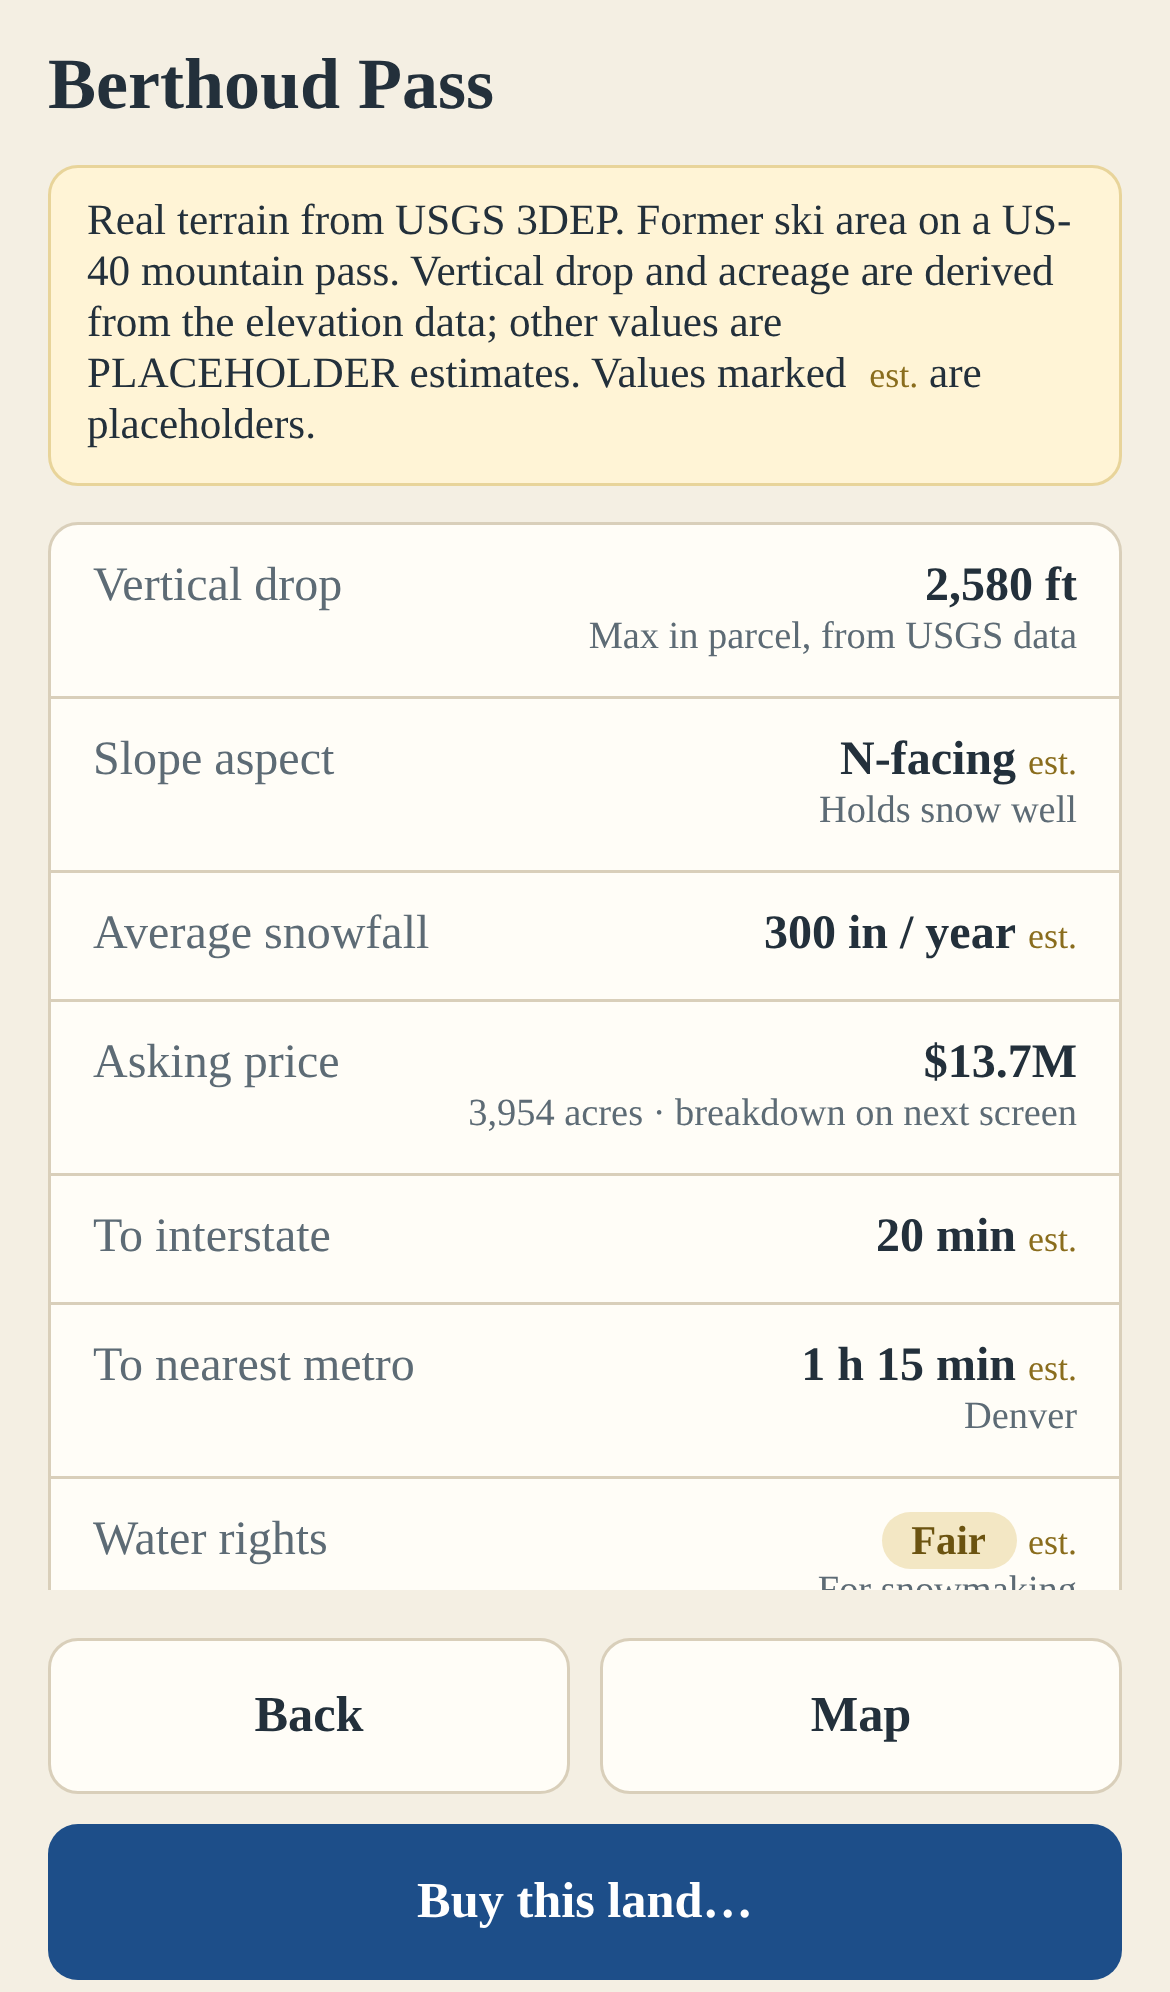 Berthoud Pass
Real terrain from USGS 3DEP. Former ski area on a US-
40 mountain pass. Vertical drop and acreage are derived
from the elevation data; other values are
PLACEHOLDER estimates. Values marked est. are
placeholders.
Vertical drop 2,580 ft
Max in parcel, from USGS data
Slope aspect N-facing est.
Holds snow well
Average snowfall 300 in / year est.
Asking price $13.7M
3,954 acres · breakdown on next screen
To interstate 20 min est.
To nearest metro 1 h 15 min est.
Denver
Water rights Fair est.
For snowmaking
Back Map
Buy this land…